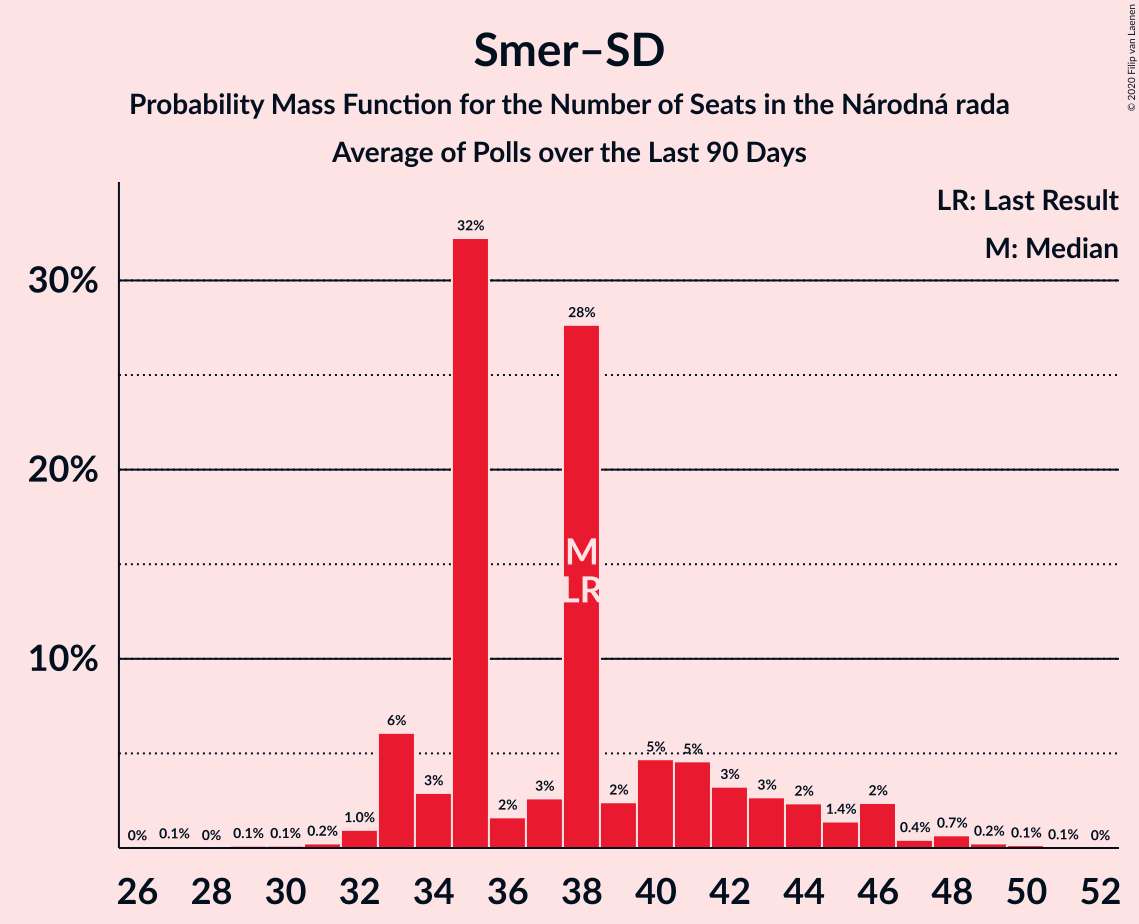 Smer–SD
Probability Mass Function for the Number of Seats in the Národná rada
Average of Polls over the Last 90 Days
© 2020 Filip van Laenen
LR: Last Result
M: Median
30%
20%
10%
0% 0.1% 0% 0.1% 0.1% 0.2% 1.0% 6% 3% 32% 2% 3% 28% 2% 5% 5% 3% 3% 2% 1.4% 2% 0.4% 0.7% 0.2% 0.1% 0.1% 0%
M
LR
26 28 30 32 34 36 38 40 42 44 46 48 50 52